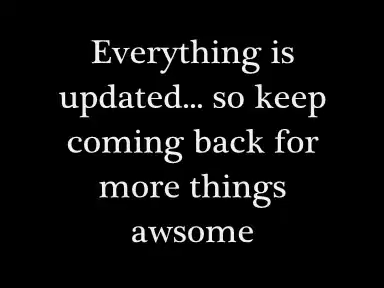 Everything is
updated... so keep
coming back for
more things
awsome